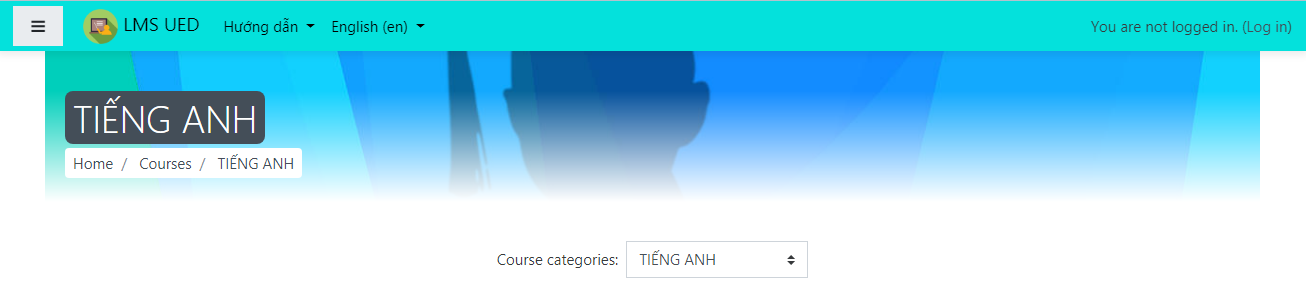 LMS UED Hướng dẫn English (en) You are not logged in. (Log in)
TIẾNG ANH
Home / Courses / TIẾNG ANH
Course categories: TIẾNG ANH